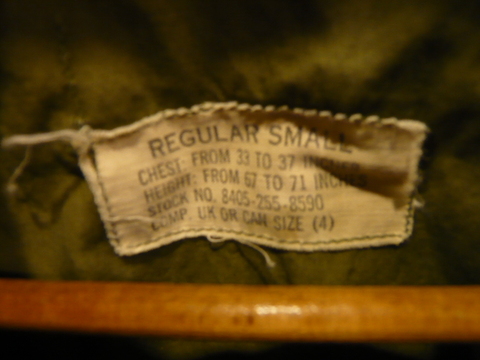 REGULAR SMALL
CHEST: FROM 33 TO 37 INCHES
HEIGHT: FROM 67 TO 71 INCHES
STOCK NO. 8405-255-8590
COMP. UK OR CAN SIZE (4)